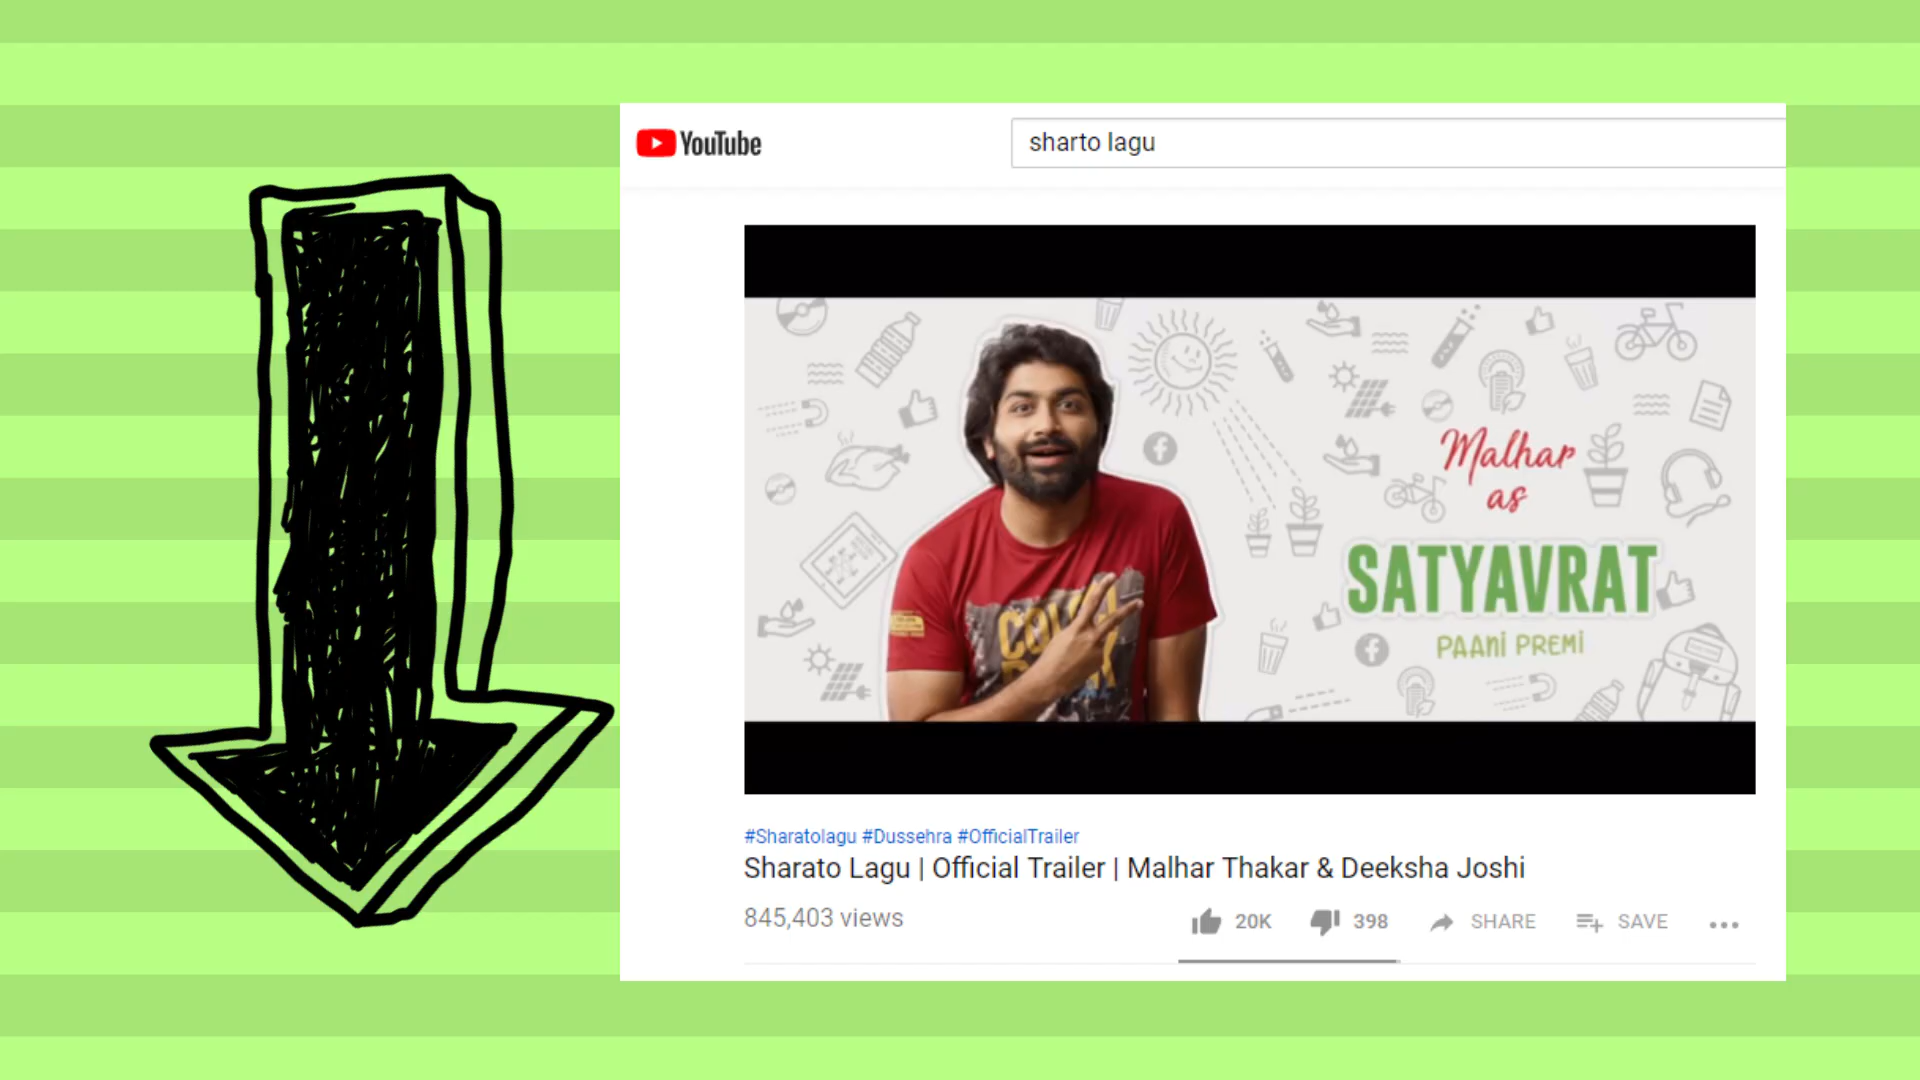 YouTube
sharto lagu
Malhar
as
SATYAVRAT
PAANI PREMI
#Sharatolagu #Dussehra #OfficialTrailer
Sharato Lagu | Official Trailer | Malhar Thakar & Deeksha Joshi
845,403 views
20K 398 SHARE SAVE